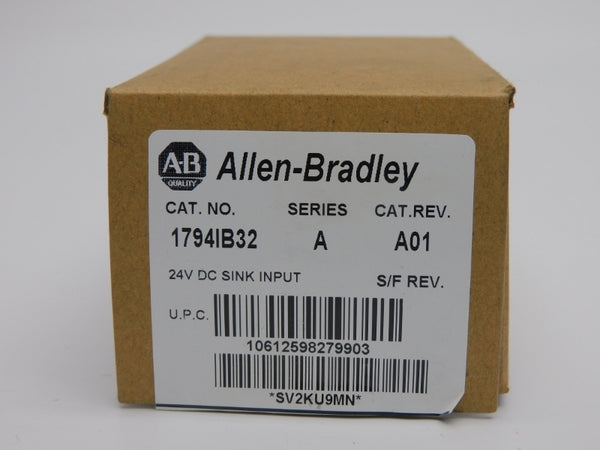 AB
QUALITY
Allen-Bradley
CAT. NO. SERIES CAT.REV.
1794IB32 A A01
24V DC SINK INPUT S/F REV.
U.P.C.
10612598279903
*SV2KU9MN*